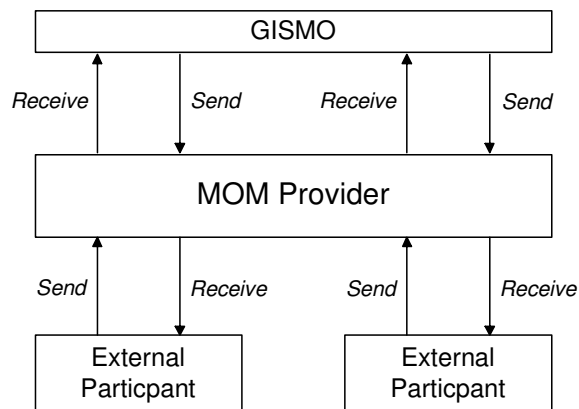 GISMO
Receive
Send
Receive
Send
MOM Provider
Send
Receive
Send
Receive
External
Particpant
External
Particpant